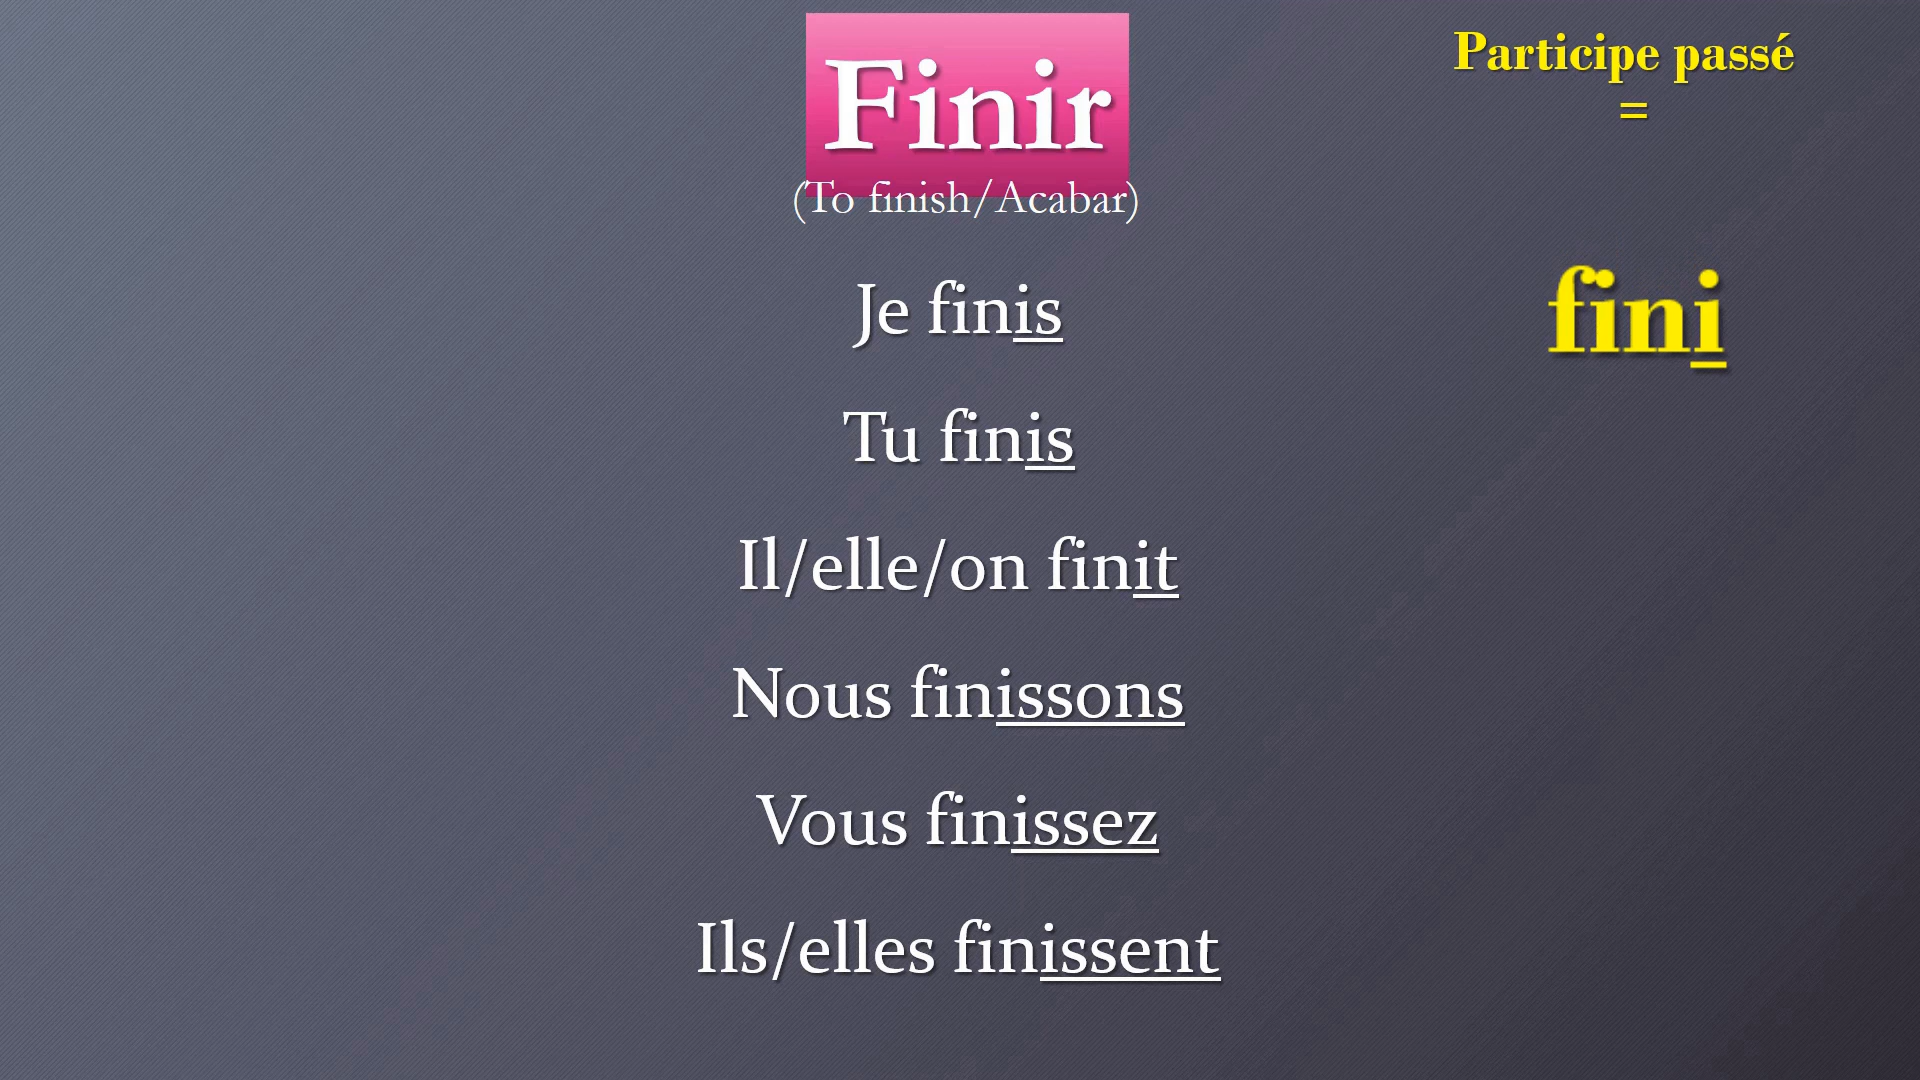 Finir
(To finish/Acabar)
Participe passé
=
fini
Je finis
Tu finis
Il/elle/on finit
Nous finissons
Vous finissez
Ils/elles finissent